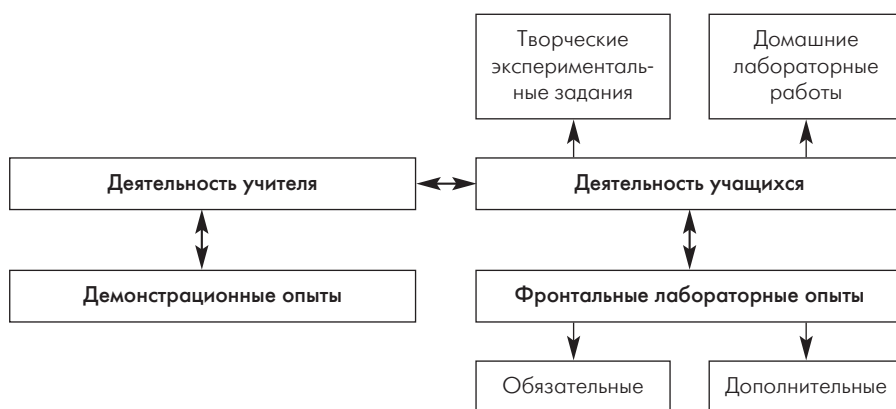 Творческие
эксперименталь-
ные задания
Домашние
лабораторные
работы
Деятельность учителя
Деятельность учащихся
Демонстрационные опыты
Фронтальные лабораторные опыты
Обязательные
Дополнительные